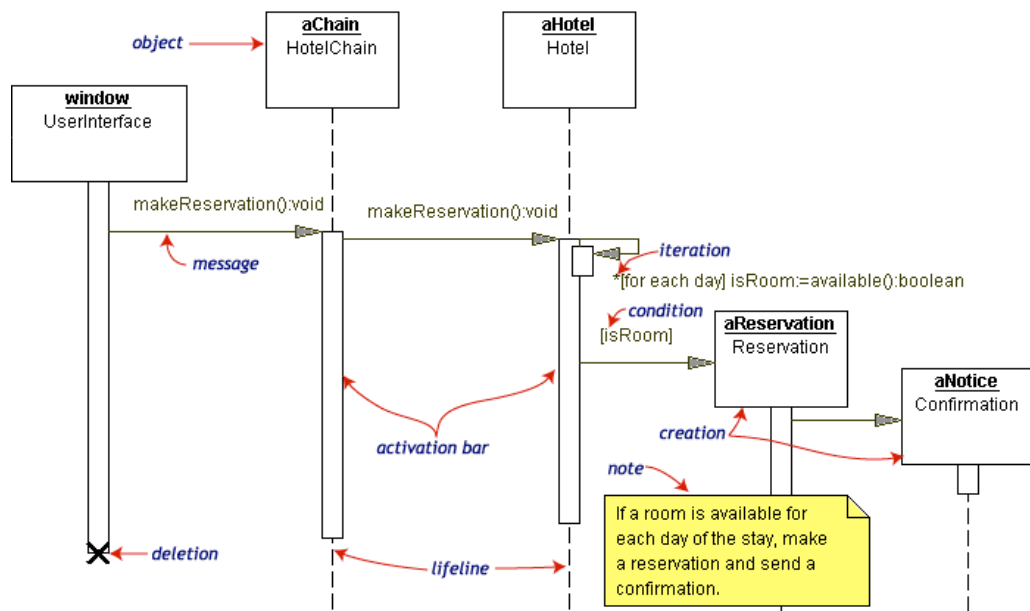 aChain
HotelChain
aHotel
Hotel
object
window
UserInterface
makeReservation():void
makeReservation():void
message
iteration
*[for each day] isRoom:=available():boolean
condition
[isRoom]
aReservation
Reservation
aNotice
Confirmation
activation bar
creation
note
If a room is available for
each day of the stay, make
a reservation and send a
confirmation.
deletion
lifeline